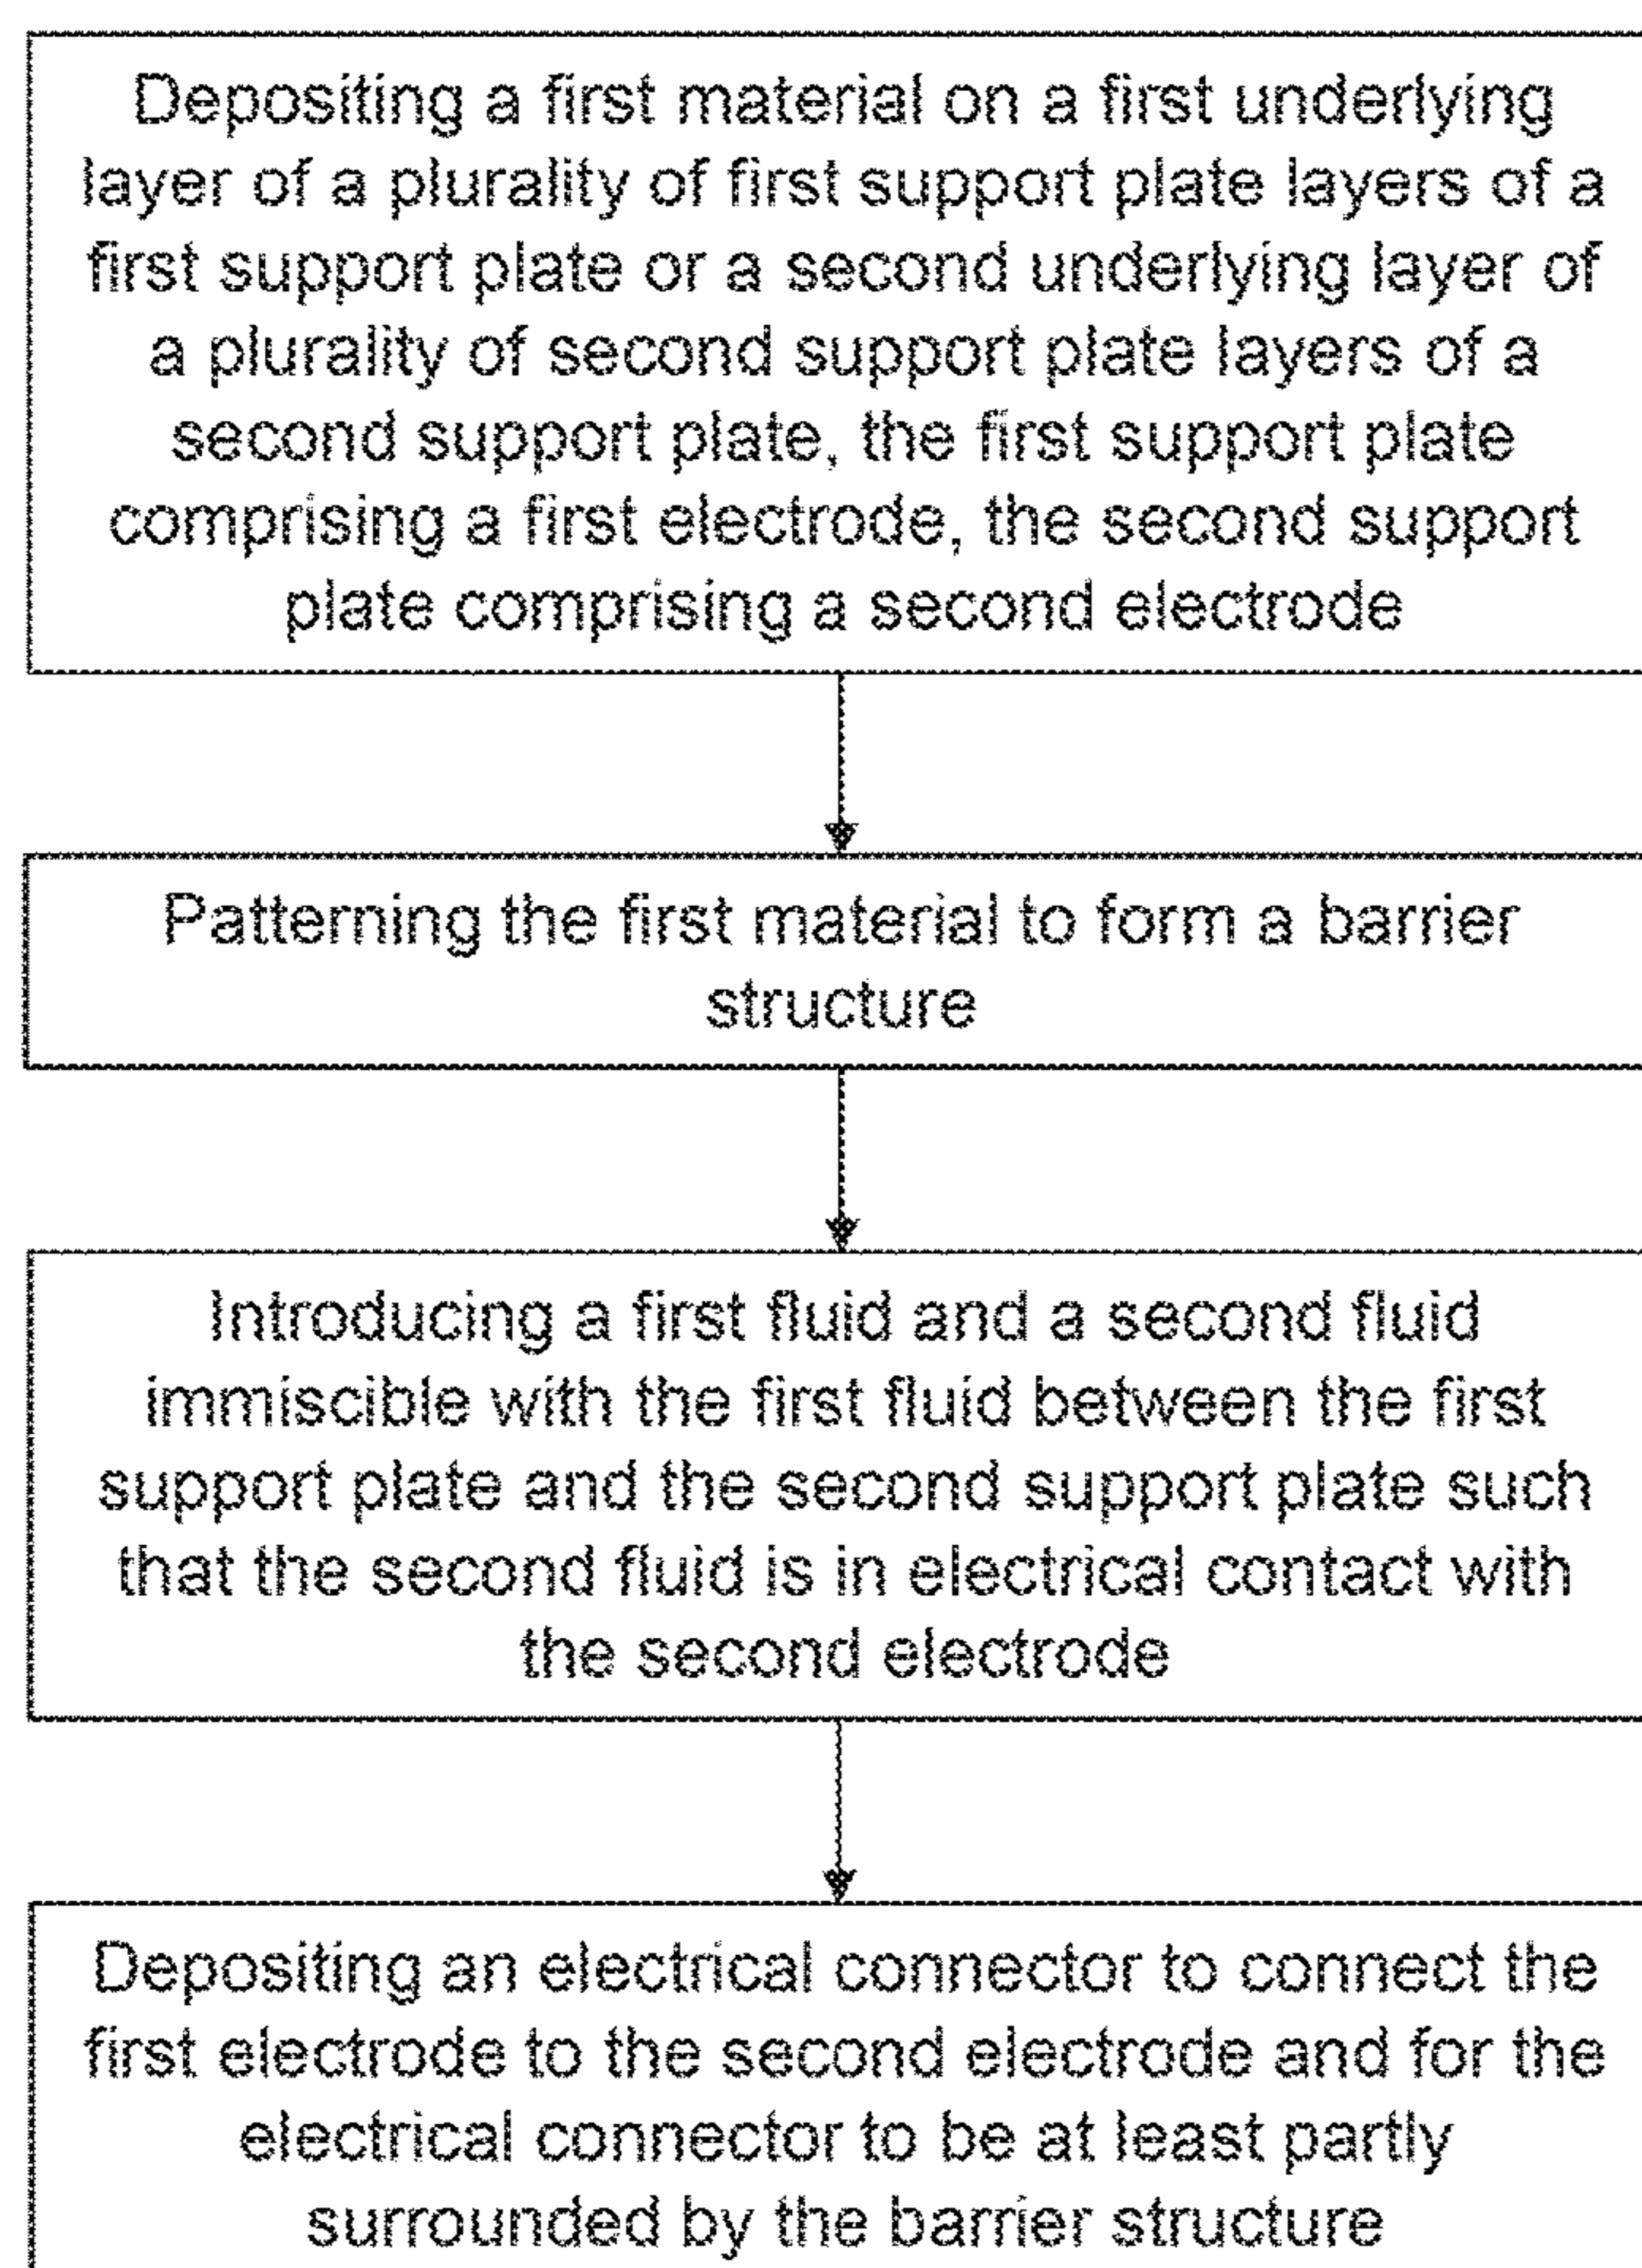 Depositing a first material on a first underlying
layer of a plurality of first support plate layers of a
first support plate or a second underlying layer of
a plurality of second support plate layers of a
second support plate, the first support plate
comprising a first electrode, the second support
plate comprising a second electrode
Patterning the first material to form a barrier
structure
Introducing a first fluid and a second fluid
immiscible with the first fluid between the first
support plate and the second support plate such
that the second fluid is in electrical contact with
the second electrode
Depositing an electrical connector to connect the
first electrode to the second electrode and for the
electrical connector to be at least partly
surrounded by the barrier structure